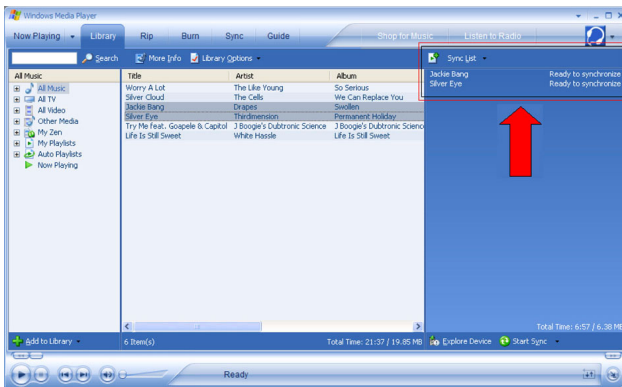 Windows Media Player
Now Playing Library Rip Burn Sync Guide Shop for Music Listen to Radio
Search More Info Library Options Sync List
Jackie Bang Ready to synchronize
Silver Eye Ready to synchronize
All Music
All Music
All TV
All Video
Other Media
My Zen
My Playlists
Auto Playlists
Now Playing
Title Artist Album
Worry A Lot The Like Young So Serious
Silver Cloud The Cells We Can Replace You
Jackie Bang Drapes Swollen
Silver Eye Thirdimension Permanent Holiday
Try Me feat. Goapele & Capitol J Boogie's Dubtronic Science J Boogie's Dubtronic Scienc
Life Is Still Sweet White Hassle Life Is Still Sweet
Total Time: 6:57 / 6.38 MB
Add to Library 6 Item(s) Total Time: 21:37 / 19.85 MB Explore Device Start Sync
Ready